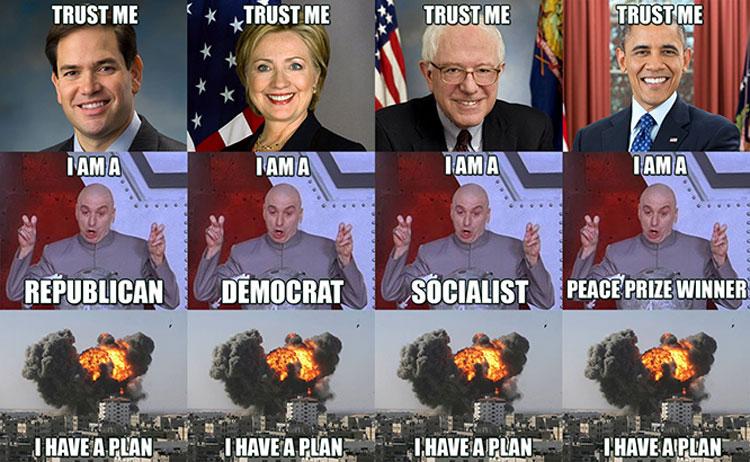 TRUST ME
TRUST ME
TRUST ME
TRUST ME
I AM A
I AM A
I AM A
I AM A
REPUBLICAN
DEMOCRAT
SOCIALIST
PEACE PRIZE WINNER
I HAVE A PLAN
I HAVE A PLAN
I HAVE A PLAN
I HAVE A PLAN